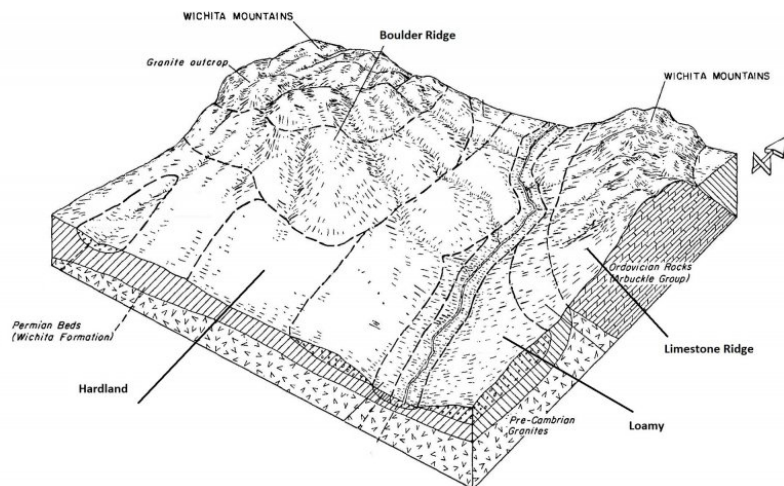 WICHITA MOUNTAINS
Boulder Ridge
Granite outcrop
WICHITA MOUNTAINS
N
Ordovician Rocks
(Arbuckle Group)
Permian Beds
(Wichita Formation)
Limestone Ridge
Hardland
Loamy
Pre-Cambrian
Granites